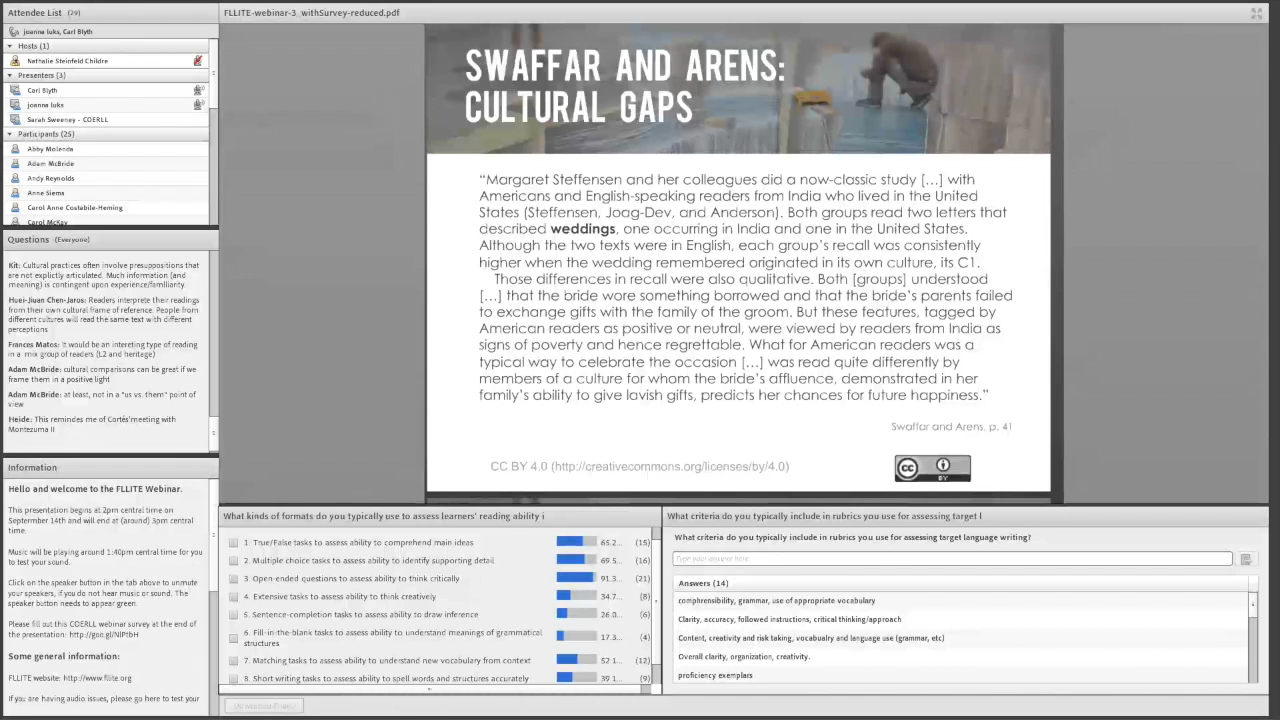 Attendee List (29)
joanna luks, Carl Blyth
Hosts (1)
Nathalie Steinfeld Childre
Presenters (3)
Carl Blyth
joanna luks
Sarah Sweeney - COERLL
Participants (25)
Abby Molenda
Adam McBride
Andy Reynolds
Anne Siems
Carol Anne Costabile-Heming
Carol McKay
Questions (Everyone)
Kit: Cultural practices often involve presuppositions that
are not explicitly articulated. Much information (and
meaning) is contingent upon experience/familiarity.
Huei-Jiuan Chen-Jaros: Readers interpretee their readings
from their own cultural frame of reference. People from
different cultures will read the same text with different
perceptions
Frances Matos: It would be an intereting type of reading
in a mix group of readers (L2 and heritage)
Adam McBride: cultural comparisons can be great if we
frame them in a positive light
Adam McBride: at least, not in a "us vs. them" point of
view
Heide: This reminds me of Cortés'meeting with
Montezuma II
Information
Hello and welcome to the FLLITE Webinar.
This presentation begins at 2pm central time on
September 14th and will end at (around) 3pm central
time.
Music will be playing around 1:40pm central time for you
to test your sound.
Click on the speaker button in the tab above to unmute
your speakers, if you do not hear music or sound. The
speaker button needs to appear green.
Please fill out this COERLL webinar survey at the end of
the presentation: http://goo.gl/NlPtbH
Some general information:
FLLITE website: http://www.fllite.org
If you are having audio issues, please go here to test your
FLLITE-webinar-3_withSurvey-reduced.pdf
SWAFFAR AND ARENS:
CULTURAL GAPS
“Margaret Steffensen and her colleagues did a now-classic study [...] with
Americans and English-speaking readers from India who lived in the United
States (Steffensen, Joag-Dev, and Anderson). Both groups read two letters that
described weddings, one occurring in India and one in the United States.
Although the two texts were in English, each group’s recall was consistently
higher when the wedding remembered originated in its own culture, its C1.
Those differences in recall were also qualitative. Both [groups] understood
[...] that the bride wore something borrowed and that the bride’s parents failed
to exchange gifts with the family of the groom. But these features, tagged by
American readers as positive or neutral, were viewed by readers from India as
signs of poverty and hence regrettable. What for American readers was a
typical way to celebrate the occasion [...] was read quite differently by
members of a culture for whom the bride’s affluence, demonstrated in her
family’s ability to give lavish gifts, predicts her chances for future happiness.”
Swaffar and Arens, p. 41
CC BY 4.0 (http://creativecommons.org/licenses/by/4.0)
cc BY
What kinds of formats do you typically use to assess learners' reading ability i
1. True/False tasks to assess ability to comprehend main ideas 65.2... (15)
2. Multiple choice tasks to assess ability to identify supporting detail 69.5... (16)
3. Open-ended questions to assess ability to think critically 91.3... (21)
4. Extensive tasks to assess ability to think creatively 34.7... (8)
5. Sentence-completion tasks to assess ability to draw inference 26.0... (6)
6. Fill-in-the-blank tasks to assess ability to understand meanings of grammatical
structures 17.3... (4)
7. Matching tasks to assess ability to understand new vocabulary from context 52.1... (12)
8. Short writing tasks to assess ability to spell words and structures accurately 39.1... (9)
What criteria do you typically include in rubrics you use for assessing target l
What criteria do you typically include in rubrics you use for assessing target language writing?
Type your answer here
Answers (14)
comphrensibility, grammar, use of appropriate vocabulary
Clarity, accuracy, followed instructions, critical thinking/approach
Content, creativity and risk taking, vocabualry and language use (grammar, etc)
Overall clarity, organization, creativity.
proficiency exemplars